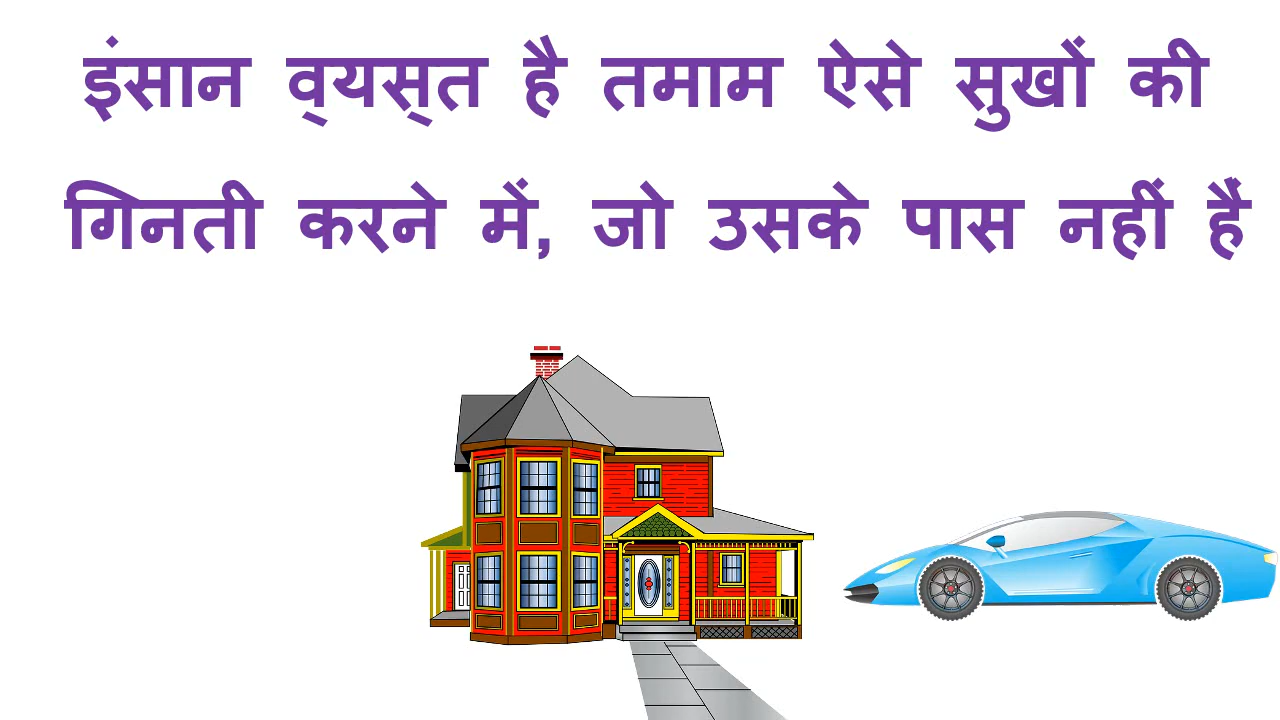 इंसान व्यस्त है तमाम ऐसे सुखों की
गिनती करने में, जो उसके पास नहीं हैं